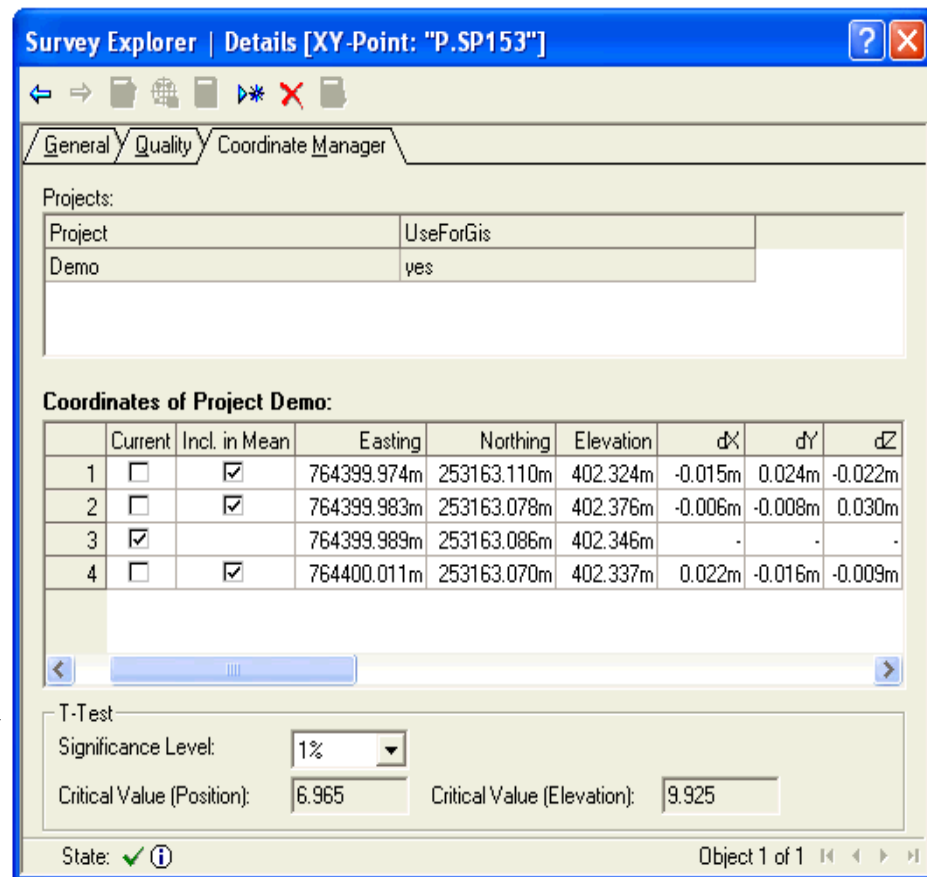 Survey Explorer | Details [XY-Point: "P.SP153"]
General Quality Coordinate Manager
Projects:
Project UseForGis
Demo yes
Coordinates of Project Demo:
Current Incl. in Mean Easting Northing Elevation dX dY dZ
1 764399.974m 253163.110m 402.324m -0.015m 0.024m -0.022m
2 764399.983m 253163.078m 402.376m -0.006m -0.008m 0.030m
3 764399.989m 253163.086m 402.346m - - -
4 764400.011m 253163.070m 402.337m 0.022m -0.016m -0.009m
T-Test
Significance Level: 1%
Critical Value (Position): 6.965 Critical Value (Elevation): 9.925
State: Object 1 of 1